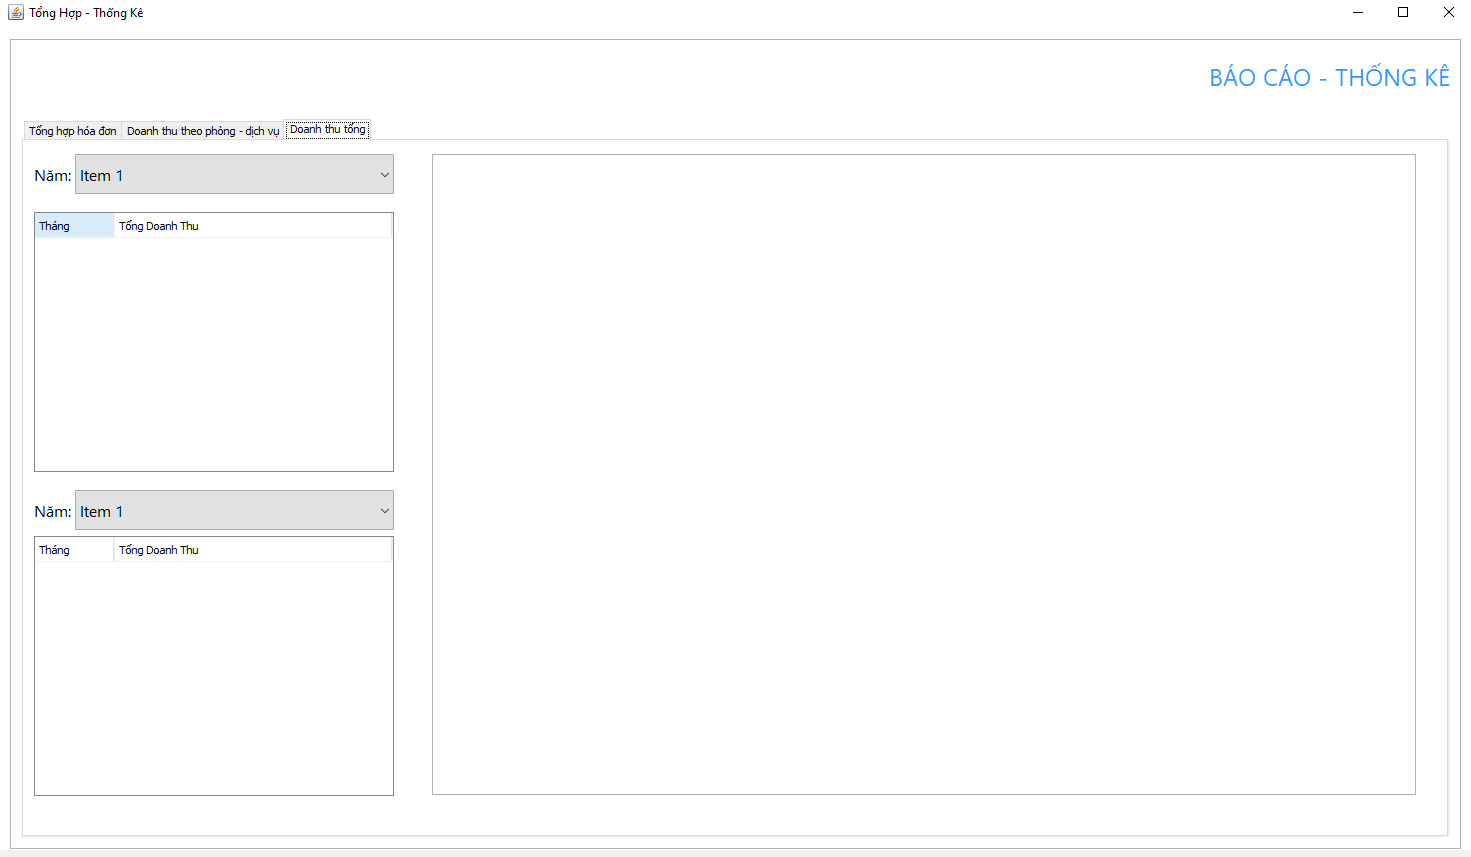 Tổng Hợp - Thống Kê
BÁO CÁO - THỐNG KÊ
Tổng hợp hóa đơn Doanh thu theo phòng - dịch vụ Doanh thu tổng
Năm: Item 1
Tháng Tổng Doanh Thu
Năm: Item 1
Tháng Tổng Doanh Thu